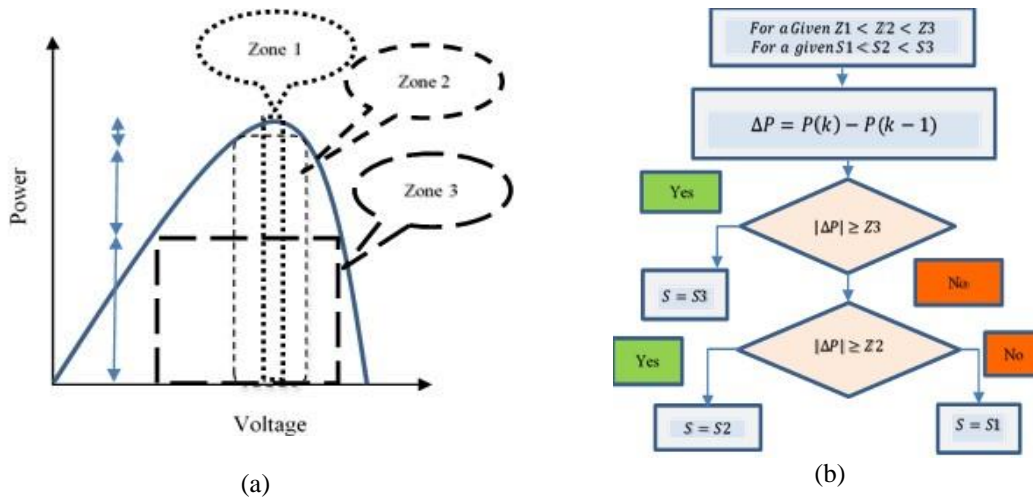 Zone 1
Zone 2
Zone 3
Power
Voltage
(a)
For a Given Z1 < Z2 < Z3
For a given S1 < S2 < S3
ΔP = P(k) − P(k − 1)
Yes
|ΔP| ≥ Z3
No
S = S3
Yes
|ΔP| ≥ Z2
No
S = S2
S = S1
(b)